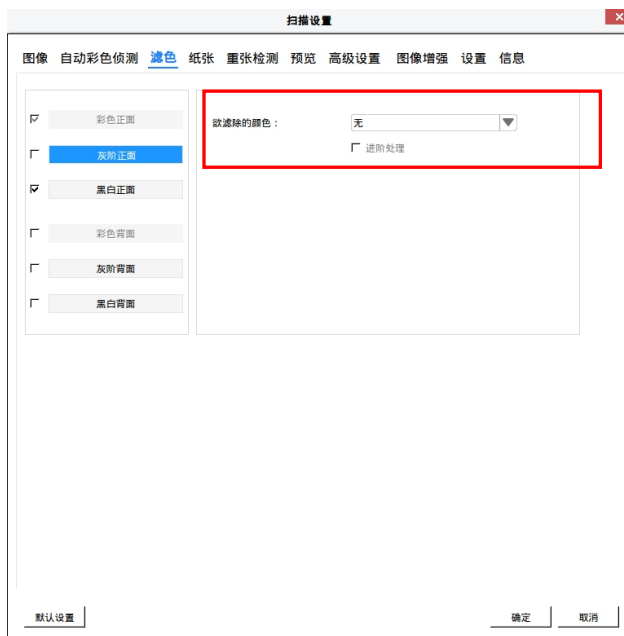 扫描设置
图像 自动彩色侦测 滤色 纸张 重张检测 预览 高级设置 图像增强 设置 信息
彩色正面
灰阶正面
黑白正面
彩色背面
灰阶背面
黑白背面
欲滤除的颜色： 无
进阶处理
默认设置 确定 取消